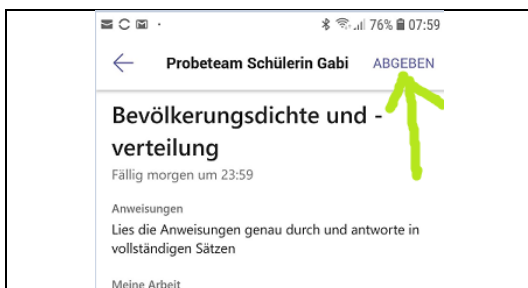 76% 07:59
Probeteam Schülerin Gabi ABGEBEN
Bevölkerungsdichte und -
verteilung
Fällig morgen um 23:59
Anweisungen
Lies die Anweisungen genau durch und antworte in
vollständigen Sätzen
Meine Arbeit